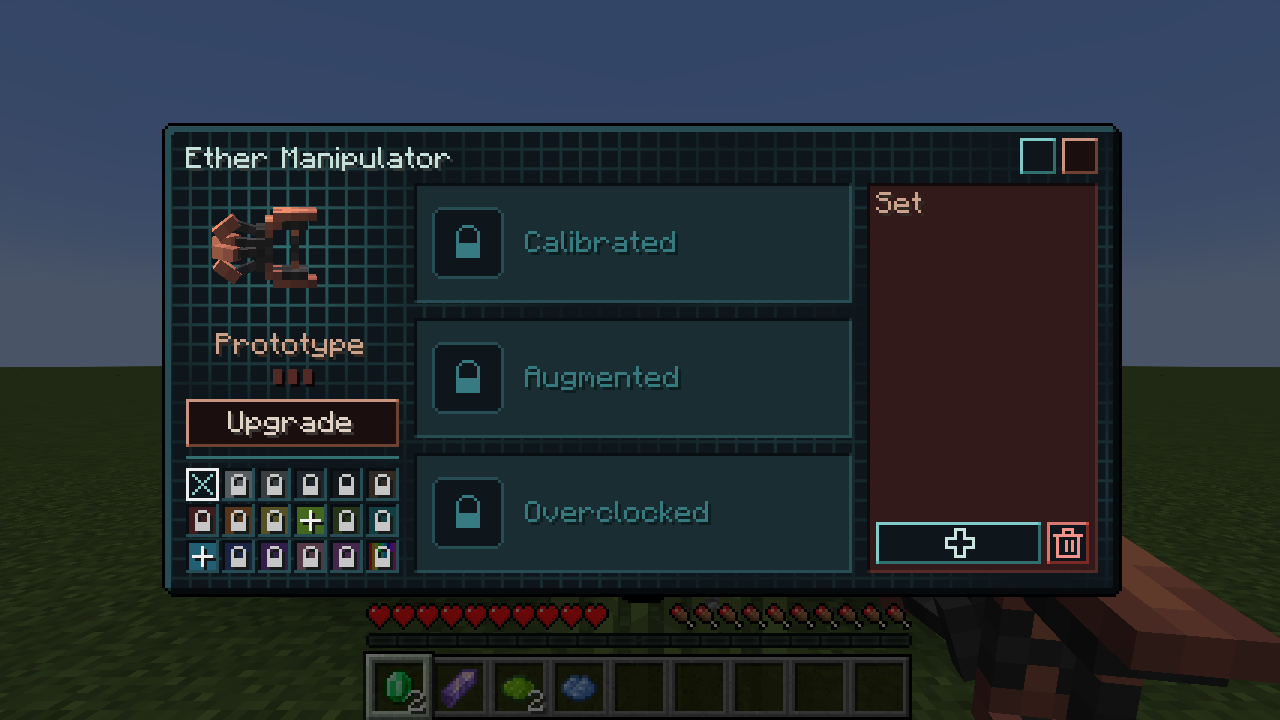 Ether Manipulator
Prototype
Upgrade
Calibrated
Augmented
Overclocked
Set
2
2